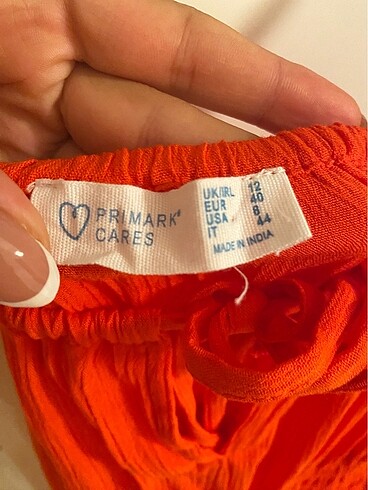 PRIMARK®
CARES
UK/IRL 12
EUR 40
USA 8
IT 44
MADE IN INDIA